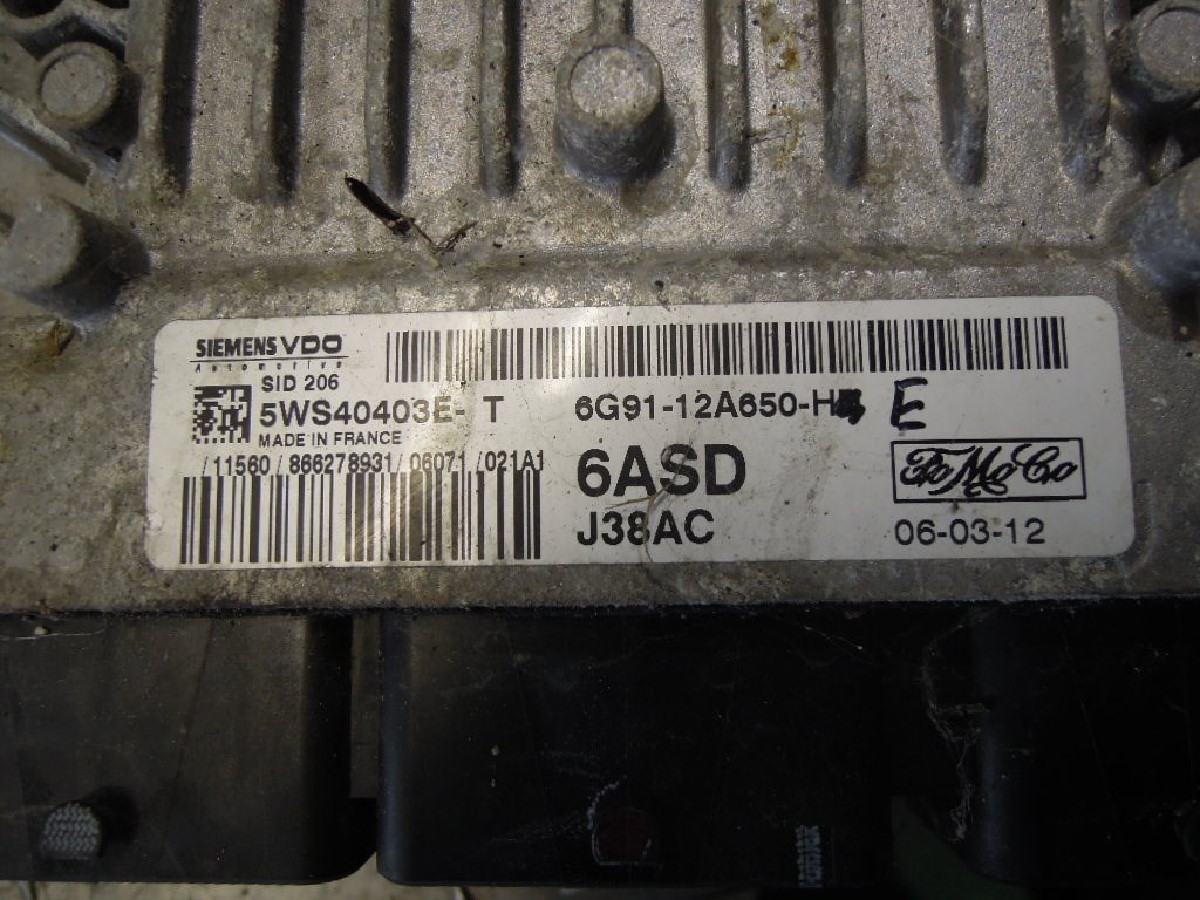 SIEMENS VDO
Automotive
SID 206
5WS40403E- T
MADE IN FRANCE
/11560/866278931/06071/021A1
6G91-12A650-H E
6ASD
J38AC
FoMoCo
06-03-12